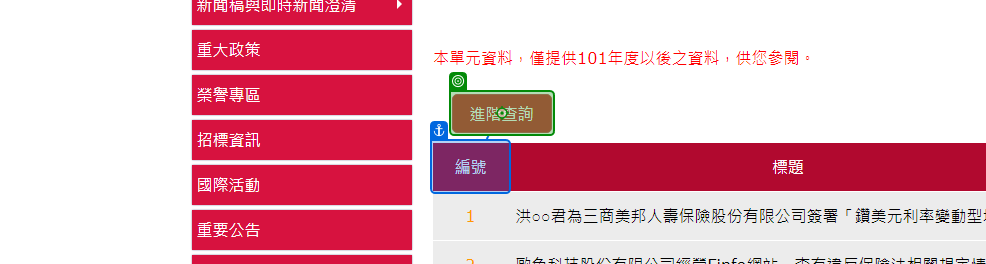 新聞稿與即時新聞澄清
重大政策
榮譽專區
招標資訊
國際活動
重要公告
本單元資料，僅提供101年度以後之資料，供您參閱。
進階查詢
編號
標題
1
洪○○君為三商美邦人壽保險股份有限公司簽署「鑽美元利率變動型